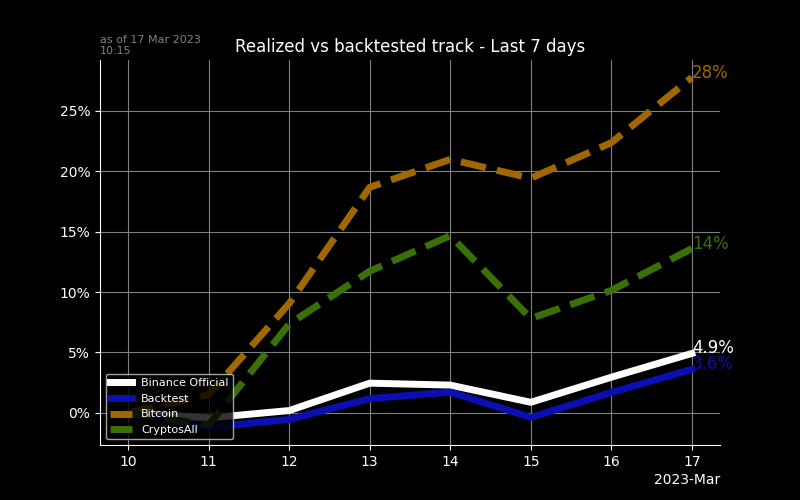 as of 17 Mar 2023
10:15
Realized vs backtested track - Last 7 days
28%
25%
20%
15%
14%
10%
5%
4.9%
3.6%
0%
Binance Official
Backtest
Bitcoin
CryptosAll
10 11 12 13 14 15 16 17
2023-Mar